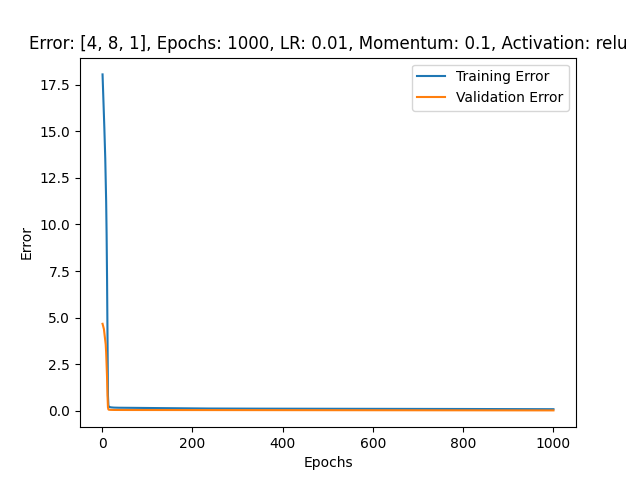 Error: [4, 8, 1], Epochs: 1000, LR: 0.01, Momentum: 0.1, Activation: relu
Training Error
Validation Error
17.5
15.0
12.5
10.0
7.5
5.0
2.5
0.0
Error
0 200 400 600 800 1000
Epochs